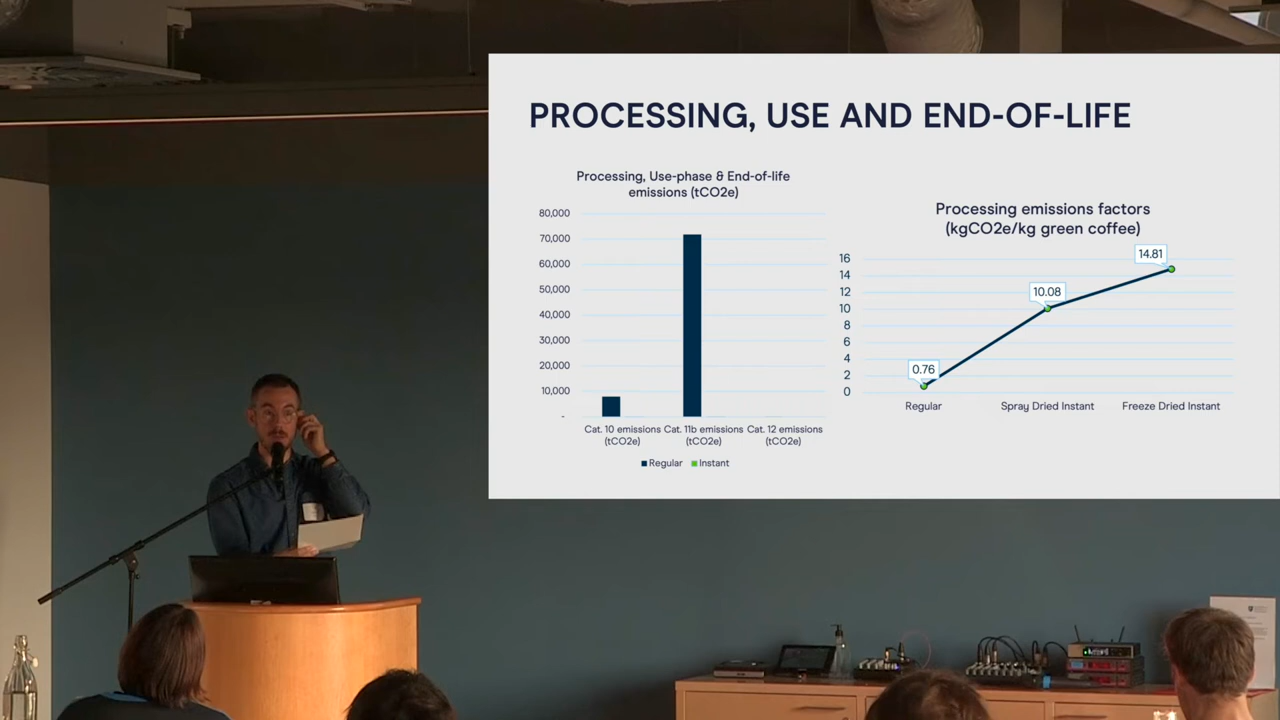 PROCESSING, USE AND END-OF-LIFE
Processing, Use-phase & End-of-life
emissions (tCO2e)
80,000
70,000
60,000
50,000
40,000
30,000
20,000
10,000
-
Cat. 10 emissions
(tCO2e)
Cat. 11b emissions
(tCO2e)
Cat. 12 emissions
(tCO2e)
Regular
Instant
Processing emissions factors
(kgCO2e/kg green coffee)
16
14
12
10
8
6
4
2
0
0.76
10.08
14.81
Regular
Spray Dried Instant
Freeze Dried Instant